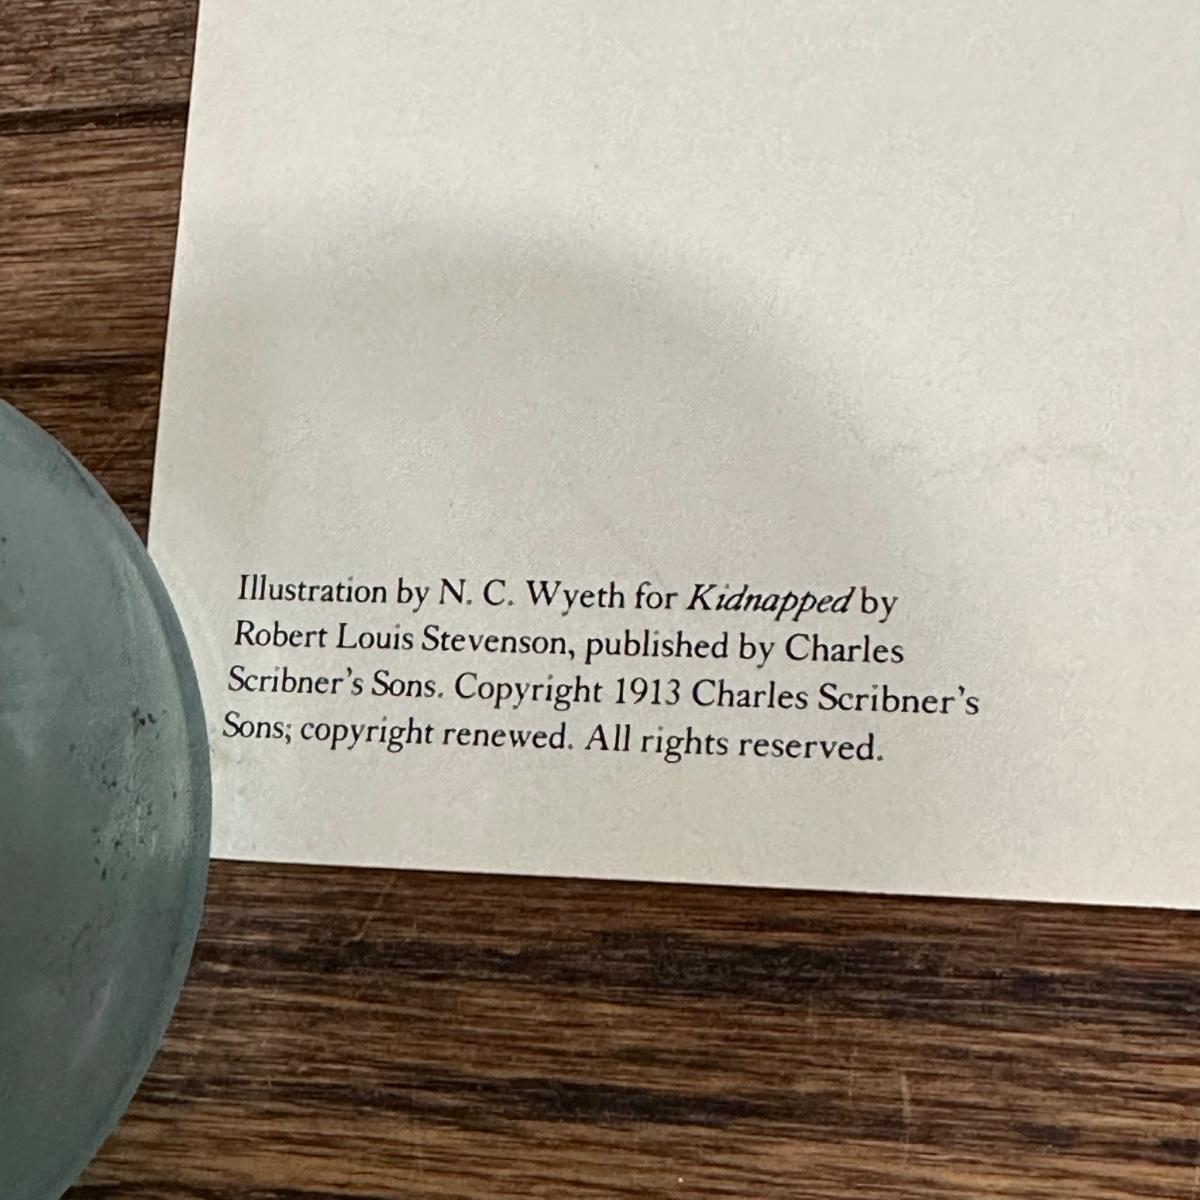 Illustration by N. C. Wyeth for Kidnapped by
Robert Louis Stevenson, published by Charles
Scribner's Sons. Copyright 1913 Charles Scribner's
Sons; copyright renewed. All rights reserved.